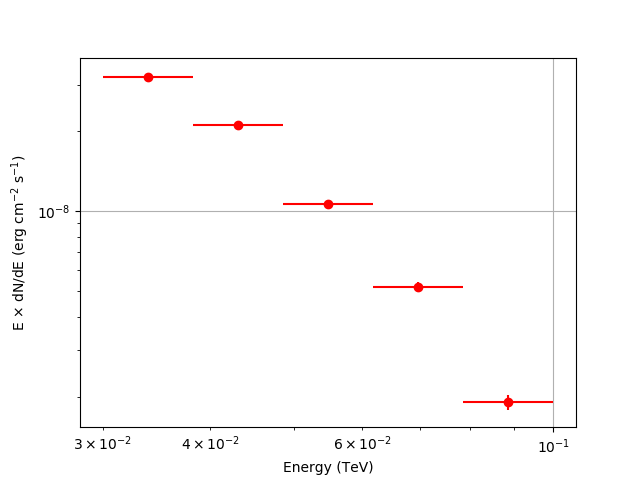 E × dN/dE (erg cm⁻² s⁻¹)
10⁻⁸
3 × 10⁻² 4 × 10⁻² 6 × 10⁻² 10⁻¹
Energy (TeV)